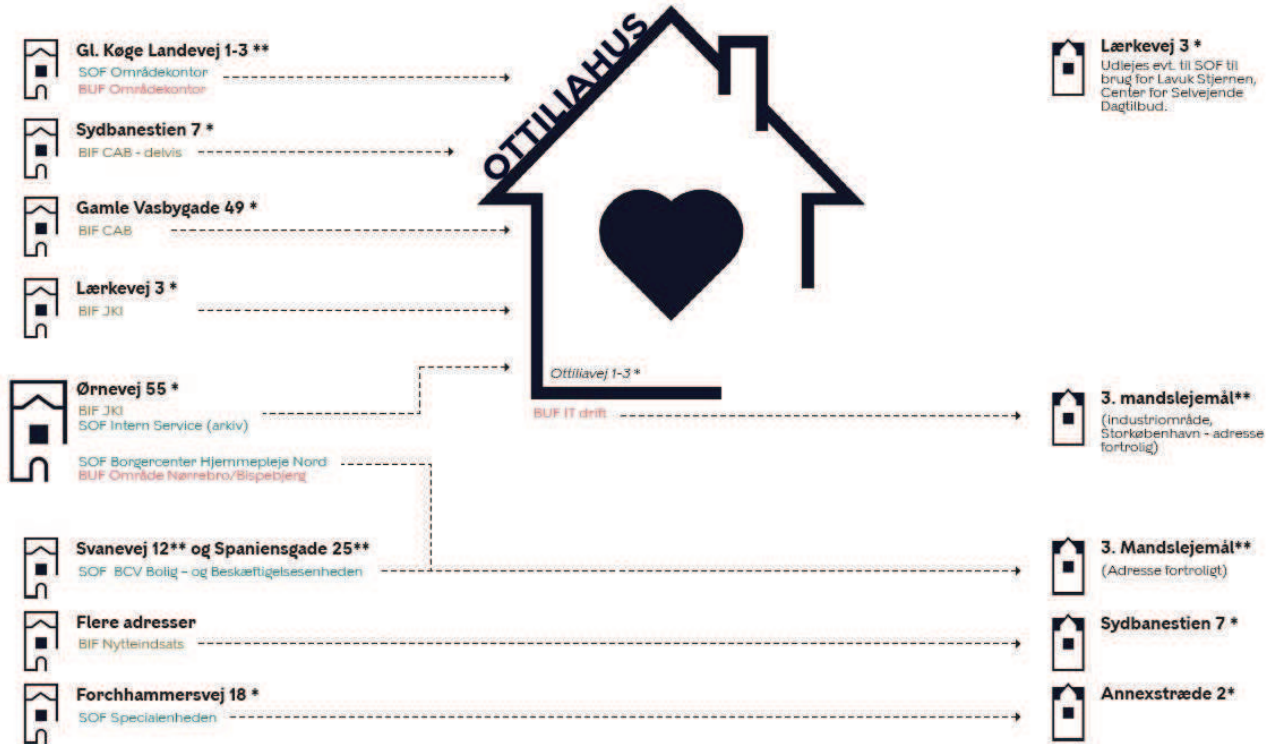 Gl. Køge Landevej 1-3 **
SOF Områdekontor
BUF Områdekontor
Sydbanestien 7 *
BIF CAB - delvis
Gamle Vasbygade 49 *
BIF CAB
Lærkevej 3 *
BIF JKI
Ørnevej 55 *
BIF JKI
SOF Intern Service (arkiv)
SOF Borgercenter Hjemmepleje Nord
BUF Område Nørrebro/Bispebjerg
Svanevej 12** og Spaniensgade 25**
SOF BCV Bolig – og Beskæftigelsesenheden
Flere adresser
BIF Nytteindsats
Forchhammersvej 18 *
SOF Specialenheden
OTTILIAHUS
Ottiliavej 1-3 *
BUF IT drift
Lærkevej 3 *
Udlejes evt. til SOF til
brug for Lavuk Stjernen,
Center for Selvejende
Dagtilbud.
3. mandslejemål**
(industriområde,
Storkøbenhavn - adresse
fortrolig)
3. Mandslejemål**
(Adresse fortroligt)
Sydbanestien 7 *
Annexstræde 2*